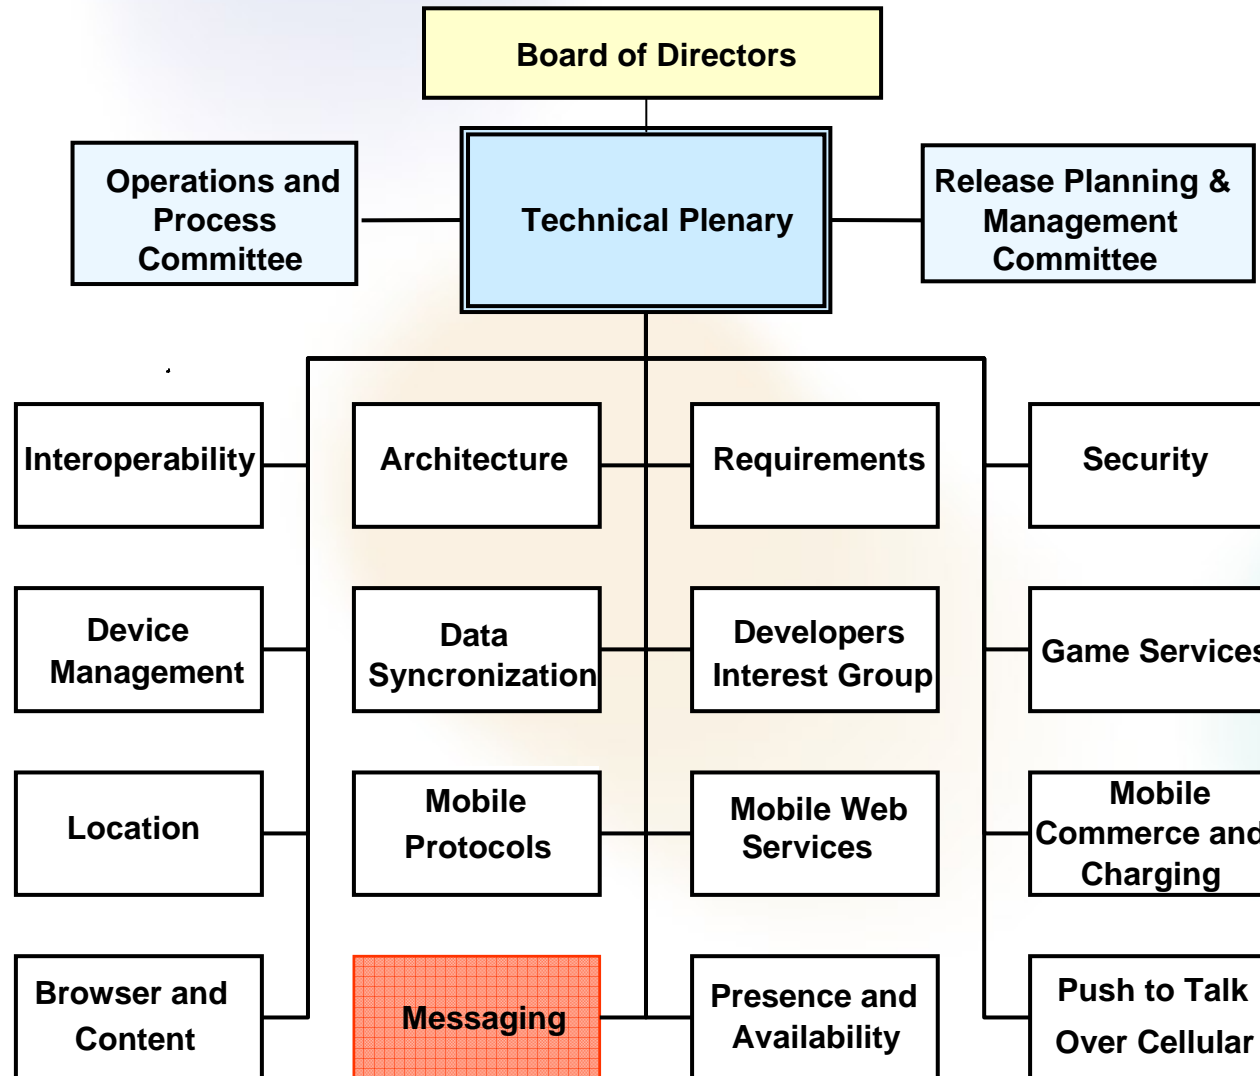 Board of Directors
Operations and
Process
Committee
Technical Plenary
Release Planning &
Management
Committee
Interoperability
Architecture
Requirements
Security
Device
Management
Data
Syncronization
Developers
Interest Group
Game Services
Location
Mobile
Protocols
Mobile Web
Services
Mobile
Commerce and
Charging
Browser and
Content
Messaging
Presence and
Availability
Push to Talk
Over Cellular